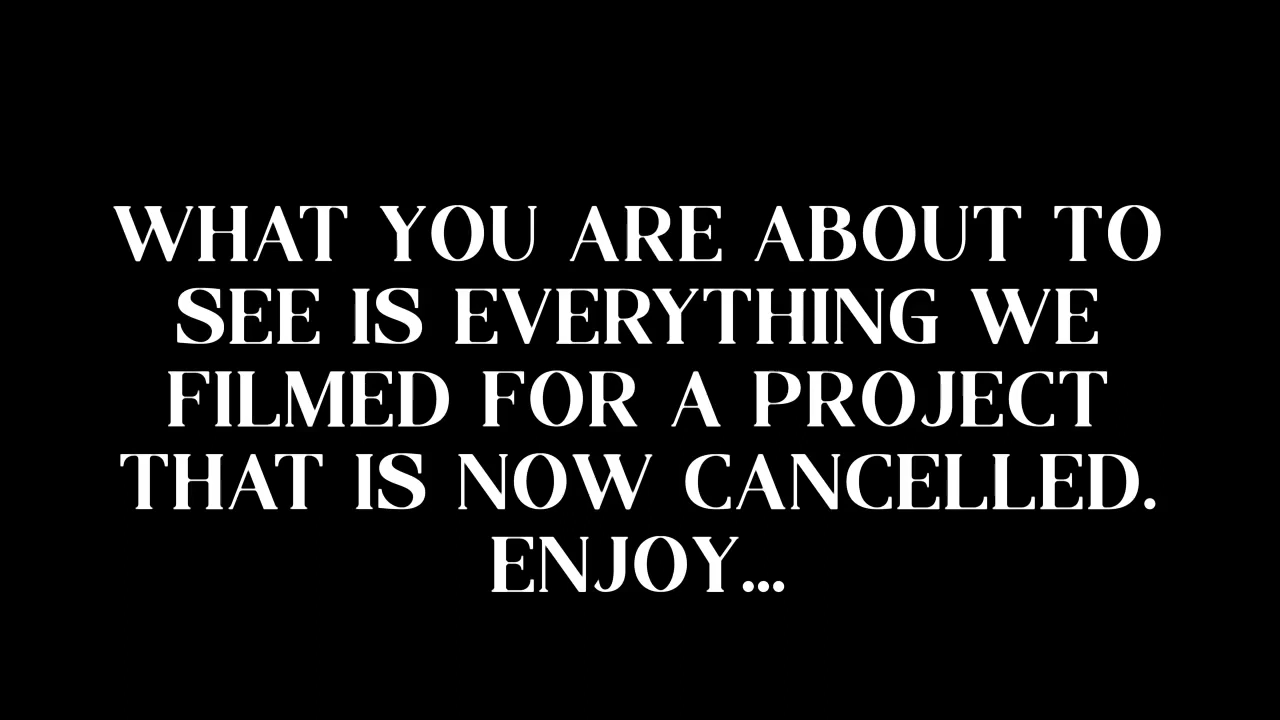 WHAT YOU ARE ABOUT TO
SEE IS EVERYTHING WE
FILMED FOR A PROJECT
THAT IS NOW CANCELLED.
ENJOY...